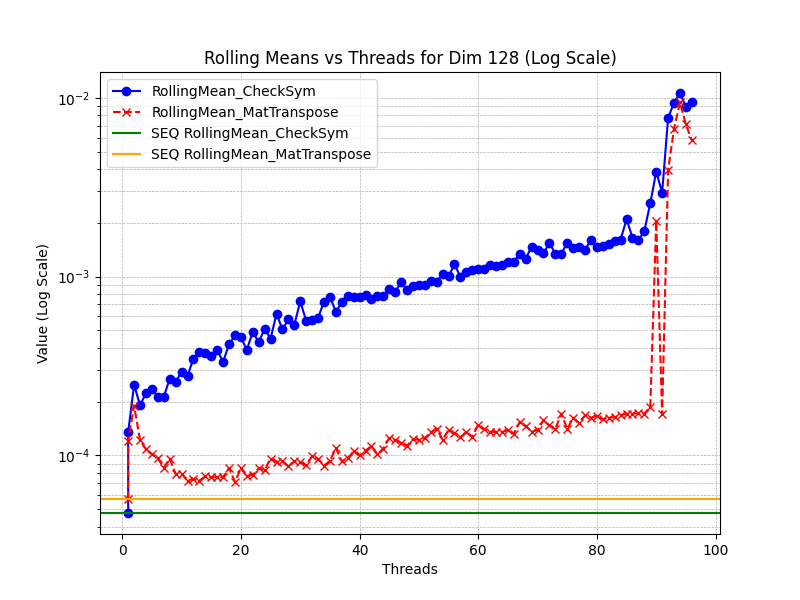 Rolling Means vs Threads for Dim 128 (Log Scale)
RollingMean_CheckSym
RollingMean_MatTranspose
SEQ RollingMean_CheckSym
SEQ RollingMean_MatTranspose
Value (Log Scale)
10⁻²
10⁻³
10⁻⁴
0 20 40 60 80 100
Threads